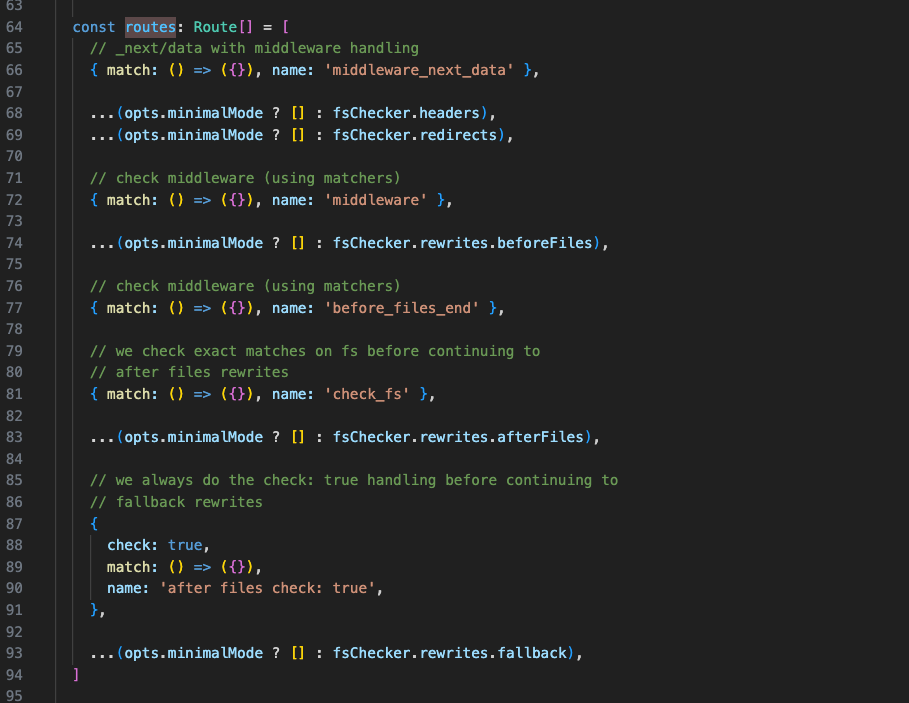 63
64 const routes: Route[] = [
65 // _next/data with middleware handling
66 { match: () => ({}), name: 'middleware_next_data' },
67
68 ...(opts.minimalMode ? [] : fsChecker.headers),
69 ...(opts.minimalMode ? [] : fsChecker.redirects),
70
71 // check middleware (using matchers)
72 { match: () => ({}), name: 'middleware' },
73
74 ...(opts.minimalMode ? [] : fsChecker.rewrites.beforeFiles),
75
76 // check middleware (using matchers)
77 { match: () => ({}), name: 'before_files_end' },
78
79 // we check exact matches on fs before continuing to
80 // after files rewrites
81 { match: () => ({}), name: 'check_fs' },
82
83 ...(opts.minimalMode ? [] : fsChecker.rewrites.afterFiles),
84
85 // we always do the check: true handling before continuing to
86 // fallback rewrites
87 {
88 check: true,
89 match: () => ({}),
90 name: 'after files check: true',
91 },
92
93 ...(opts.minimalMode ? [] : fsChecker.rewrites.fallback),
94 ]
95